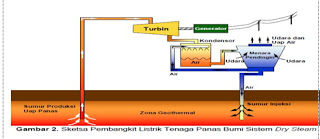 Turbin
Generator
Udara dan
Uap Air
Kondensor
Menara
Pendingin
Air
Udara
Udara
Air
Air
Sumur Produksi
Uap Panas
Zona Geothermal
Sumur Injeksi
Gambar 2. Sketsa Pembangkit Listrik Tenaga Panas Bumi Sistem Dry Steam